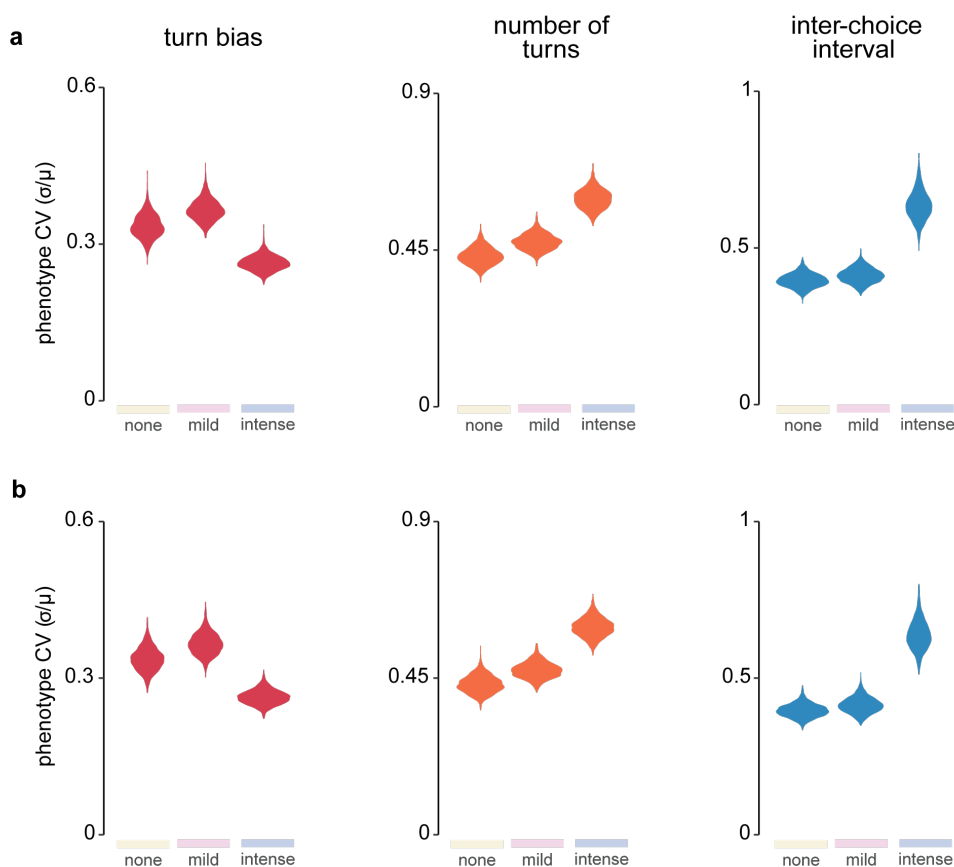 a
turn bias
number of
turns
inter-choice
interval
phenotype CV (σ/μ)
0.6
0.3
0
none
mild
intense
0.9
0.45
0
none
mild
intense
1
0.5
0
none
mild
intense
b
phenotype CV (σ/μ)
0.6
0.3
0
none
mild
intense
0.9
0.45
0
none
mild
intense
1
0.5
0
none
mild
intense